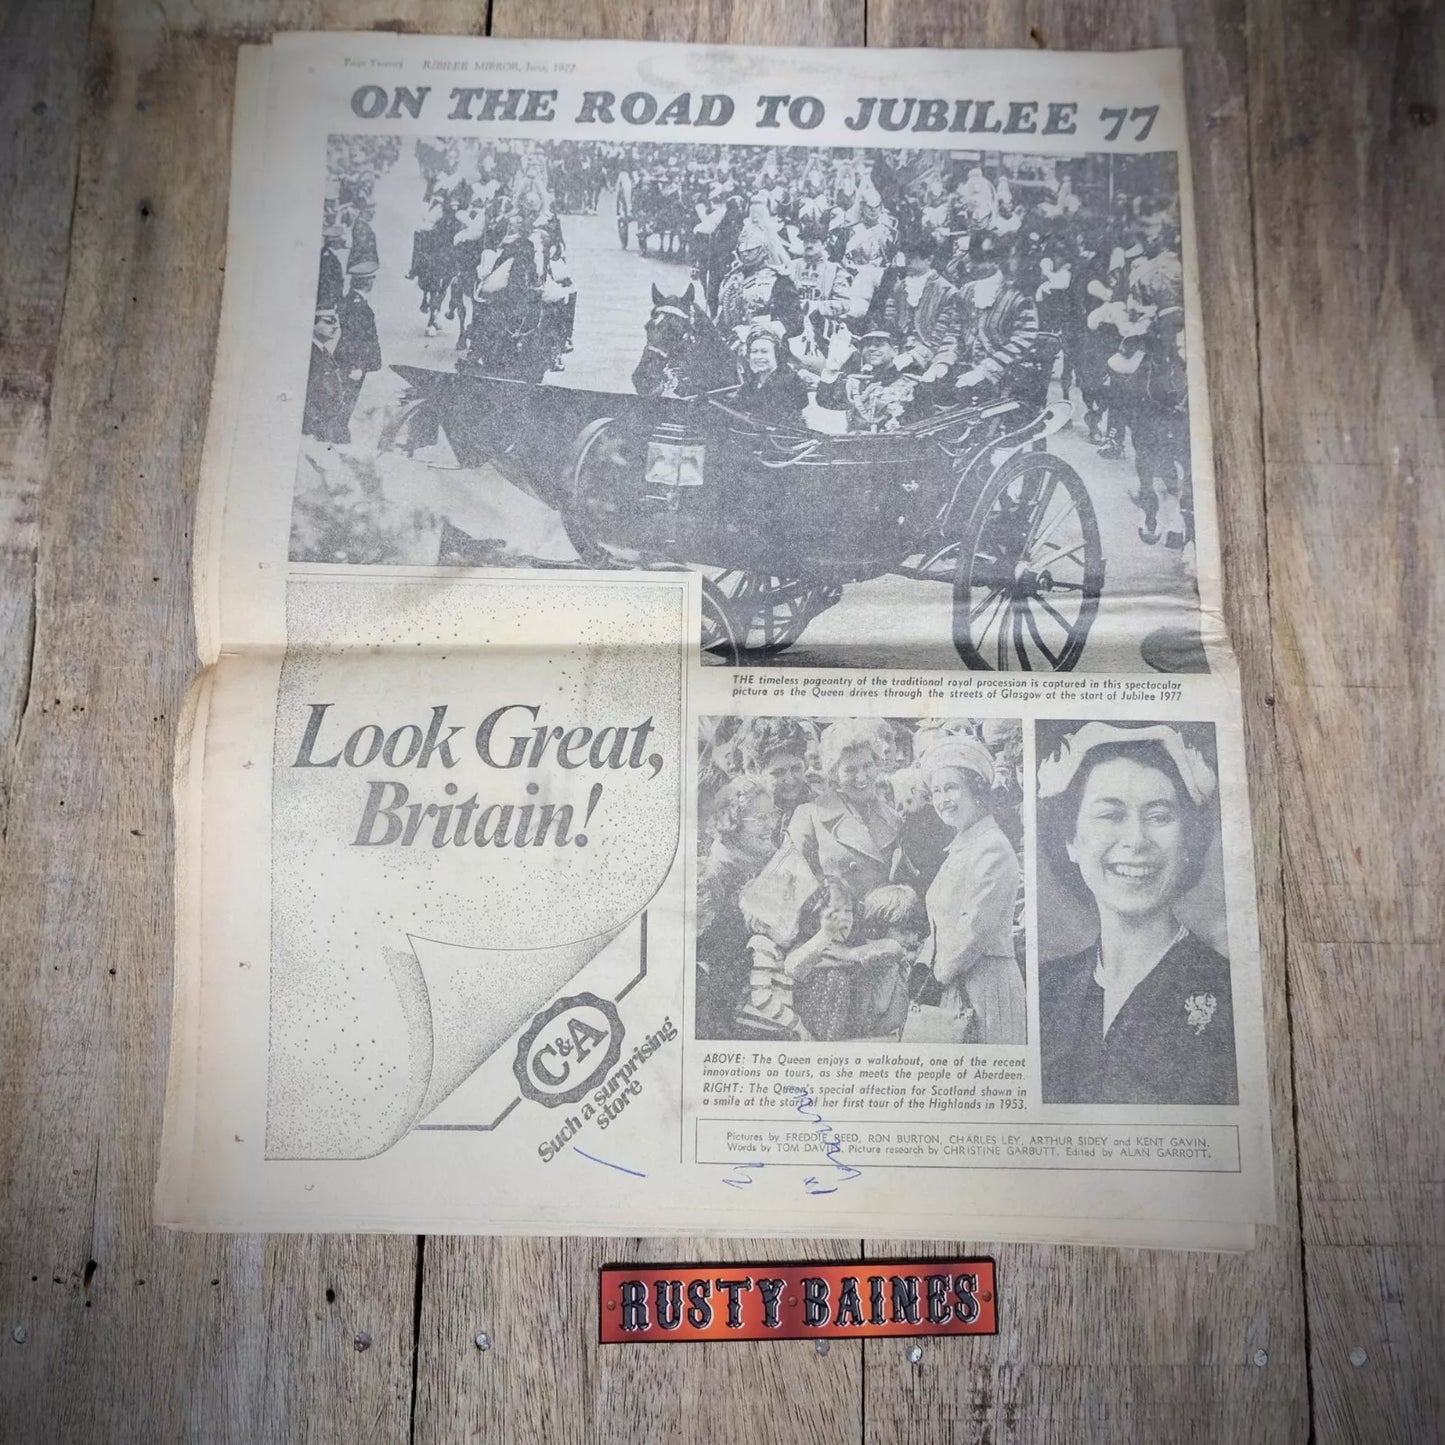 Page Twenty JUBILEE MIRROR, June, 1977
ON THE ROAD TO JUBILEE 77
THE timeless pageantry of the traditional royal procession is captured in this spectacular
picture as the Queen drives through the streets of Glasgow at the start of Jubilee 1977
Look Great,
Britain!
C&A
Such a surprising
store
ABOVE: The Queen enjoys a walkabout, one of the recent
innovations on tours, as she meets the people of Aberdeen.
RIGHT: The Queen's special affection for Scotland shown in
a smile at the start of her first tour of the Highlands in 1953.
Pictures by FREDDIE REED, RON BURTON, CHARLES LEY, ARTHUR SIDEY and KENT GAVIN.
Words by TOM DAVIES. Picture research by CHRISTINE GARBUTT. Edited by ALAN GARROTT.
RUSTY BAINES